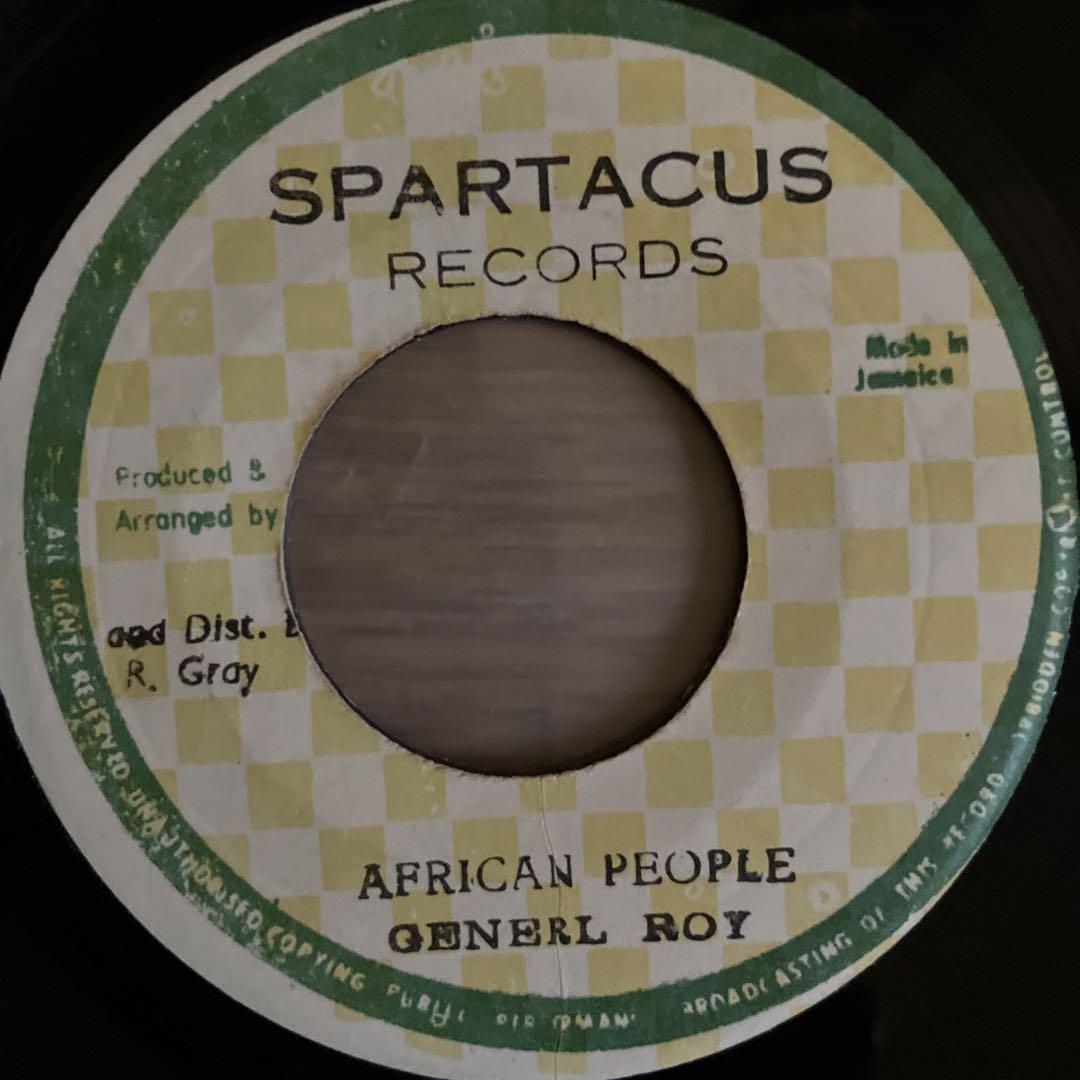 SPARTACUS
RECORDS
Made in
Jamaica
Produced &
Arranged by
and Dist.
R. Gray
AFRICAN PEOPLE
GENERL ROY
ALL RIGHTS RESERVED UNAUTHORISED COPYING PUBLIC PERFORMANCE BROADCASTING OF THIS RECORD FORBIDDEN